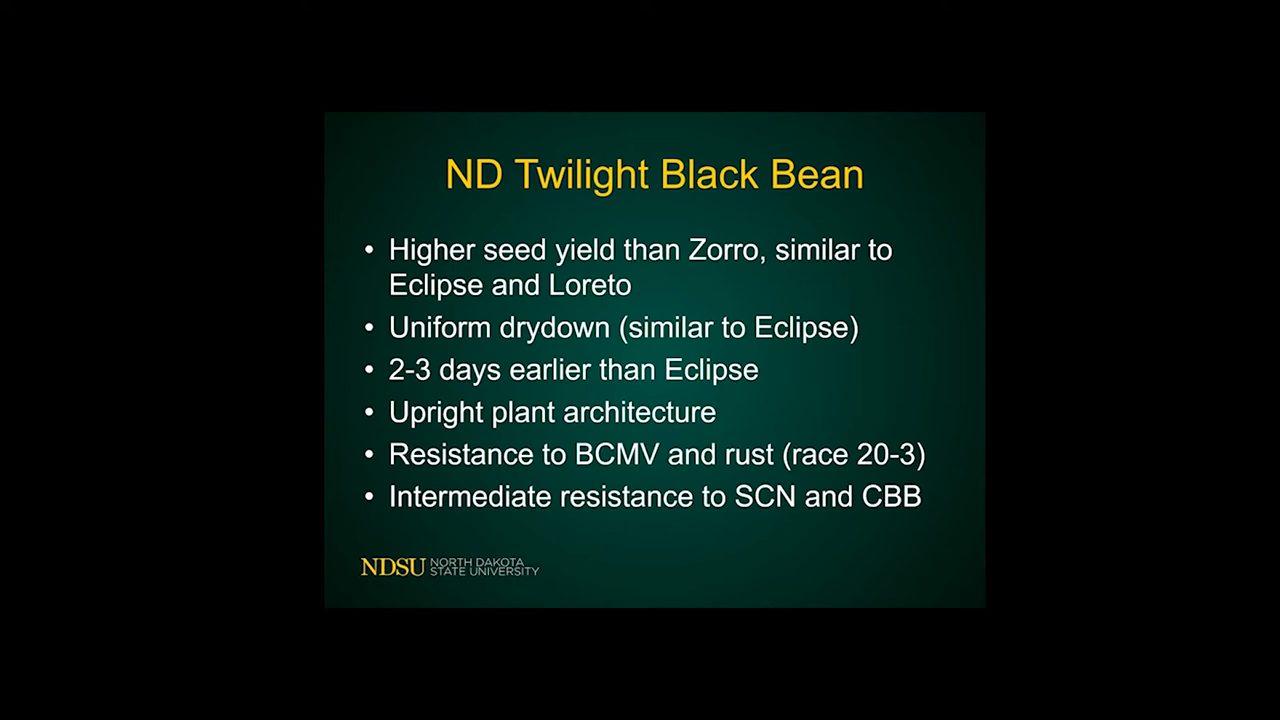 ND Twilight Black Bean
• Higher seed yield than Zorro, similar to
Eclipse and Loreto
• Uniform drydown (similar to Eclipse)
• 2-3 days earlier than Eclipse
• Upright plant architecture
• Resistance to BCMV and rust (race 20-3)
• Intermediate resistance to SCN and CBB
NDSU NORTH DAKOTA
STATE UNIVERSITY